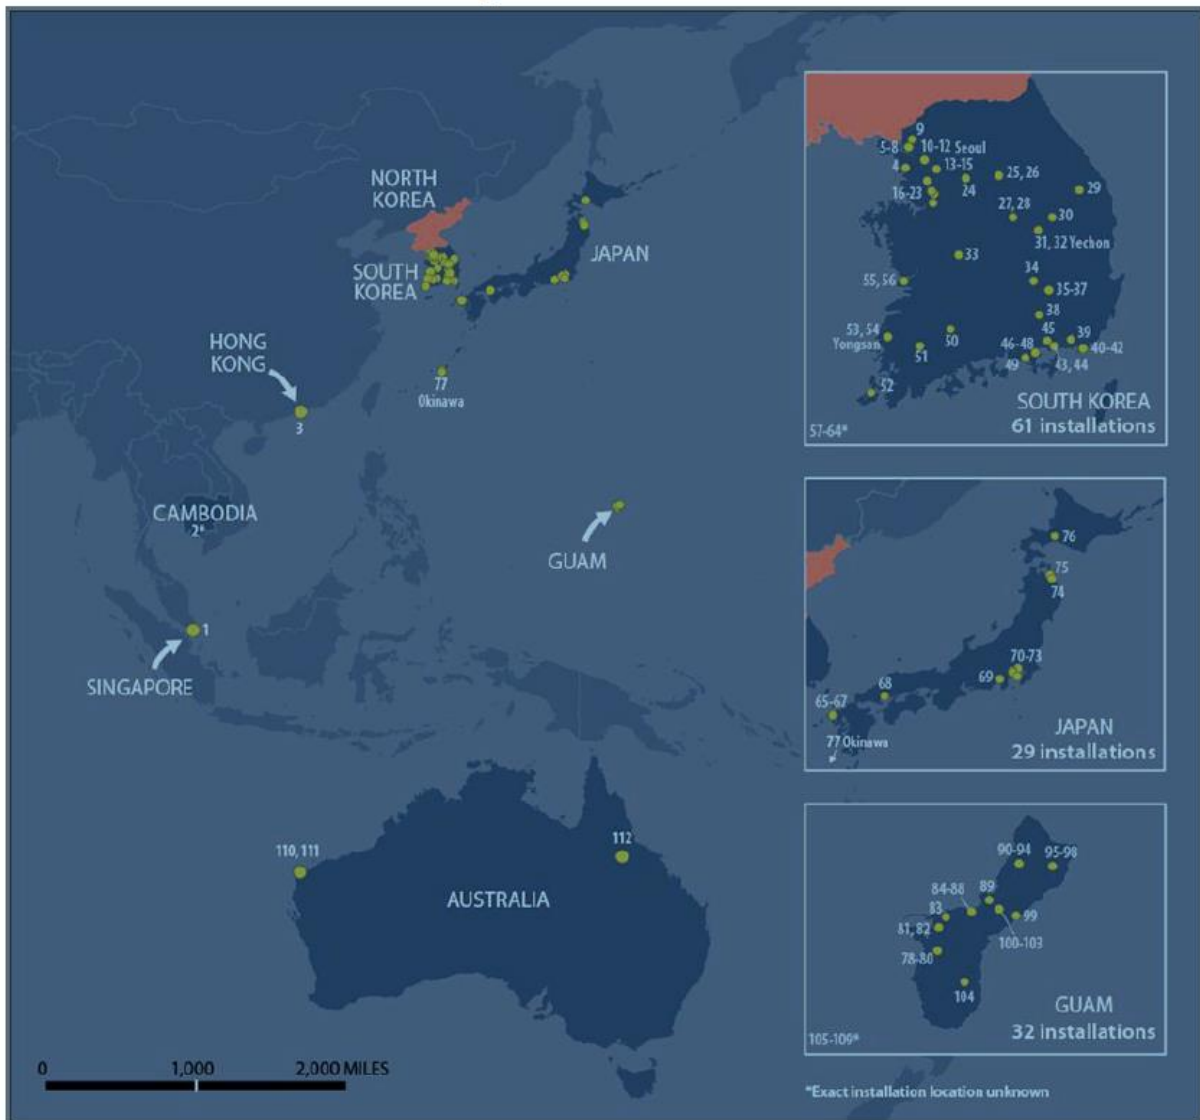 NORTH
KOREA
SOUTH
KOREA
JAPAN
HONG
KONG
3
77
Okinawa
CAMBODIA
2*
GUAM
1
SINGAPORE
110, 111
112
AUSTRALIA
0 1,000 2,000 MILES
9
5-8
10-12 Seoul
4
13-15
16-23
24
25, 26
29
27, 28
30
31, 32 Yechon
33
34
55, 56
35-37
38
53, 54
Yongsan
45
39
50
46-48
40-42
51
49
43, 44
52
SOUTH KOREA
57-64*
61 installations
76
75
74
70-73
69
68
65-67
77 Okinawa
JAPAN
29 installations
90-94
95-98
84-88
89
83
99
81, 82
100-103
78-80
104
GUAM
105-109*
32 installations
*Exact installation location unknown